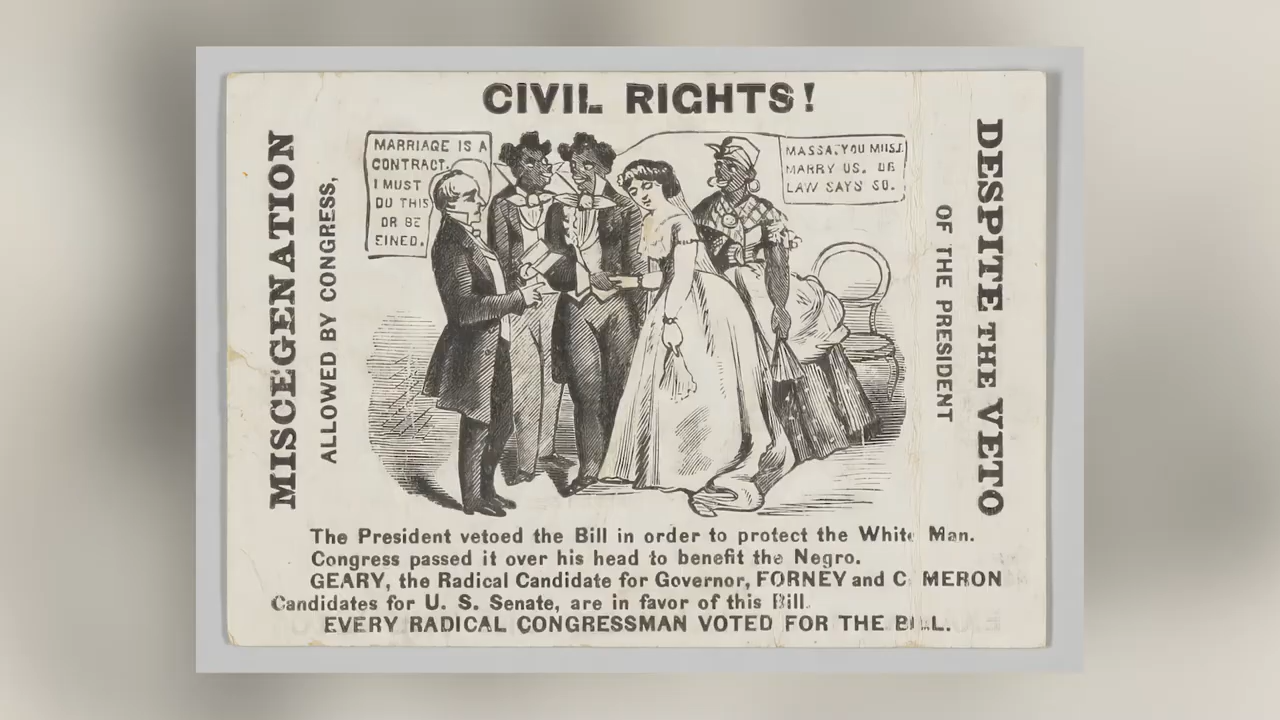 CIVIL RIGHTS!
MISCEGENATION
ALLOWED BY CONGRESS,
MARRIAGE IS A
CONTRACT.
I MUST
DO THIS
OR BE
FINED.
MASSA, YOU MUST
MARRY US. DE
LAW SAYS SO.
DESPITE THE VETO
OF THE PRESIDENT
The President vetoed the Bill in order to protect the White Man.
Congress passed it over his head to benefit the Negro.
GEARY, the Radical Candidate for Governor, FORNEY and C MERON
Candidates for U. S. Senate, are in favor of this Bill.
EVERY RADICAL CONGRESSMAN VOTED FOR THE BILL.